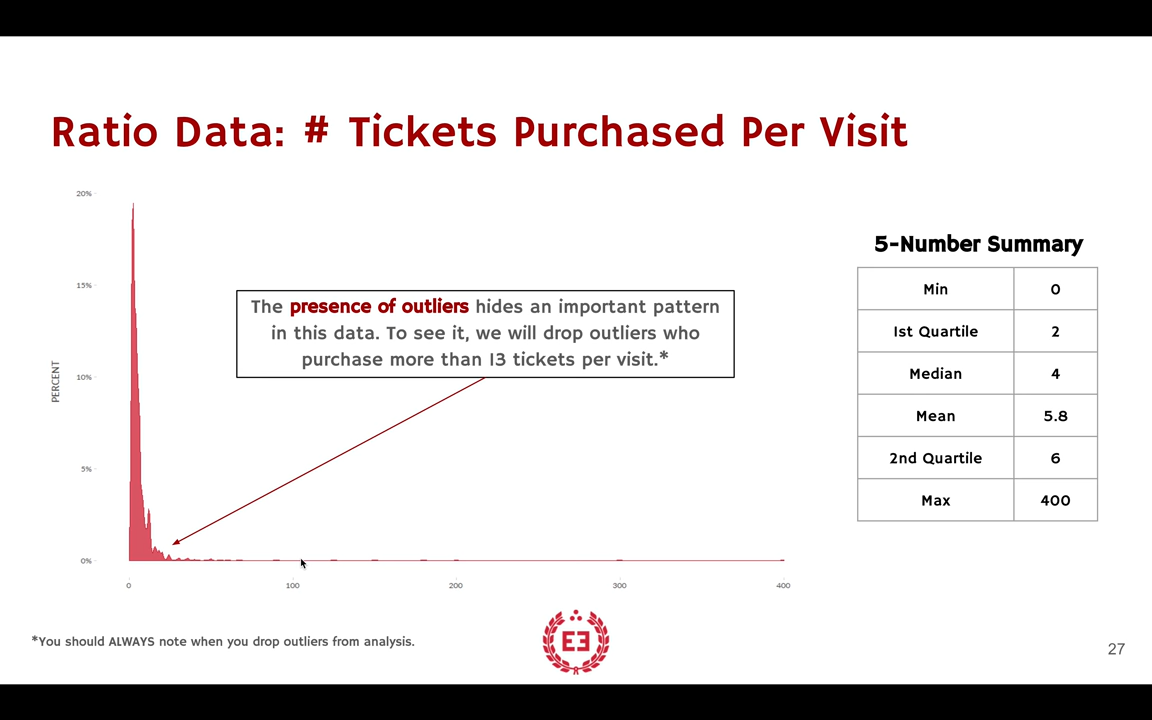 Ratio Data: # Tickets Purchased Per Visit
20%
15%
10%
5%
0%
PERCENT
0
100
200
300
400
The presence of outliers hides an important pattern
in this data. To see it, we will drop outliers who
purchase more than 13 tickets per visit.*
5-Number Summary
Min 0
1st Quartile 2
Median 4
Mean 5.8
2nd Quartile 6
Max 400
*You should ALWAYS note when you drop outliers from analysis.
E3
27